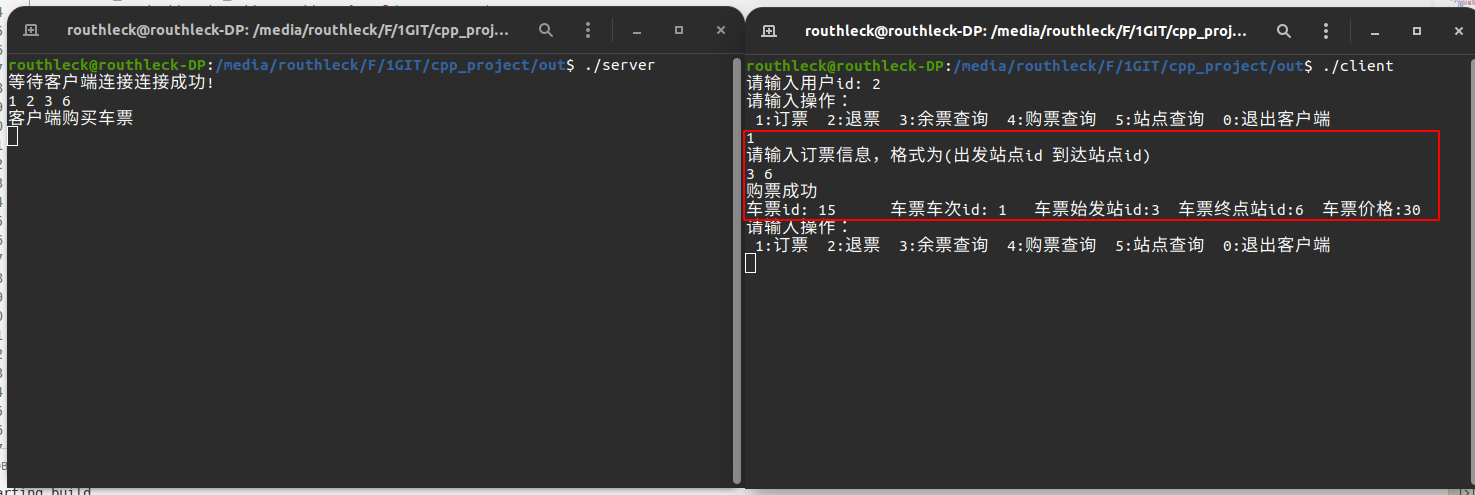 routhleck@routhleck-DP: /media/routhleck/F/1GIT/cpp_proj...
routhleck@routhleck-DP:/media/routhleck/F/1GIT/cpp_project/out$ ./server
等待客户端连接连接成功!
1 2 3 6
客户端购买车票
routhleck@routhleck-DP: /media/routhleck/F/1GIT/cpp_proj...
routhleck@routhleck-DP:/media/routhleck/F/1GIT/cpp_project/out$ ./client
请输入用户id: 2
请输入操作：
1:订票 2:退票 3:余票查询 4:购票查询 5:站点查询 0:退出客户端
1
请输入订票信息，格式为(出发站点id 到达站点id)
3 6
购票成功
车票id: 15 车票车次id: 1 车票始发站id:3 车票终点站id:6 车票价格:30
请输入操作：
1:订票 2:退票 3:余票查询 4:购票查询 5:站点查询 0:退出客户端